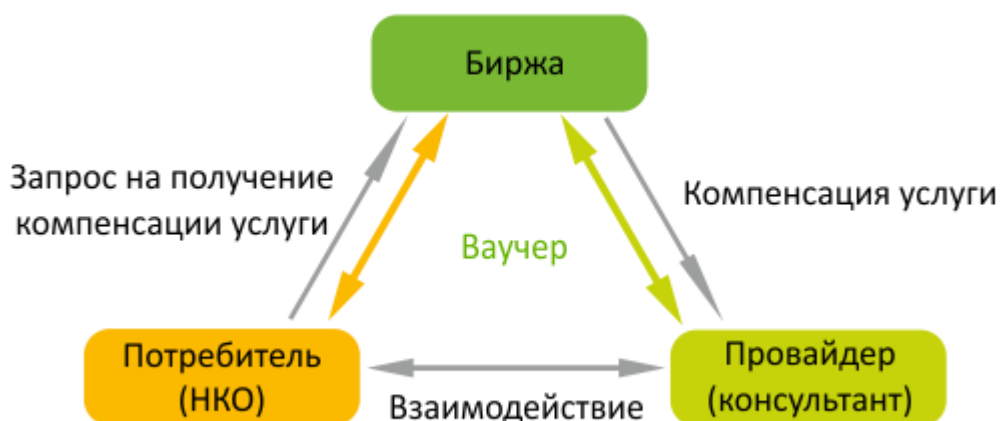 Биржа
Запрос на получение
компенсации услуги
Компенсация услуги
Ваучер
Потребитель
(НКО)
Взаимодействие
Провайдер
(консультант)